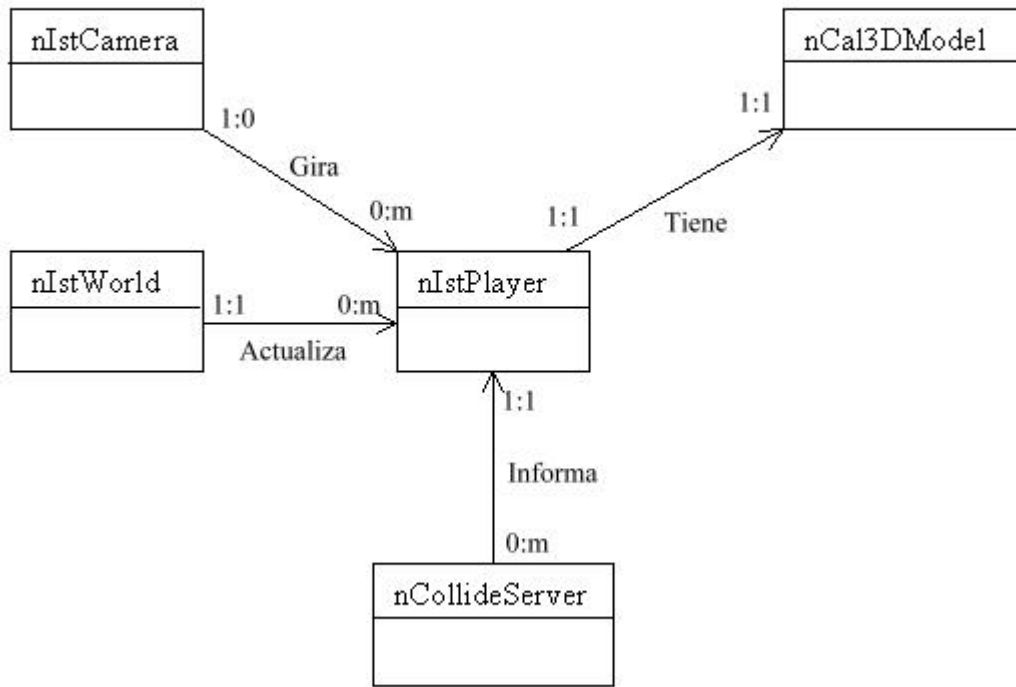 nIstCamera
nCal3DModel
1:0
1:1
Gira
0:m
1:1
Tiene
nIstWorld
nIstPlayer
1:1
0:m
Actualiza
1:1
Informa
0:m
nCollideServer